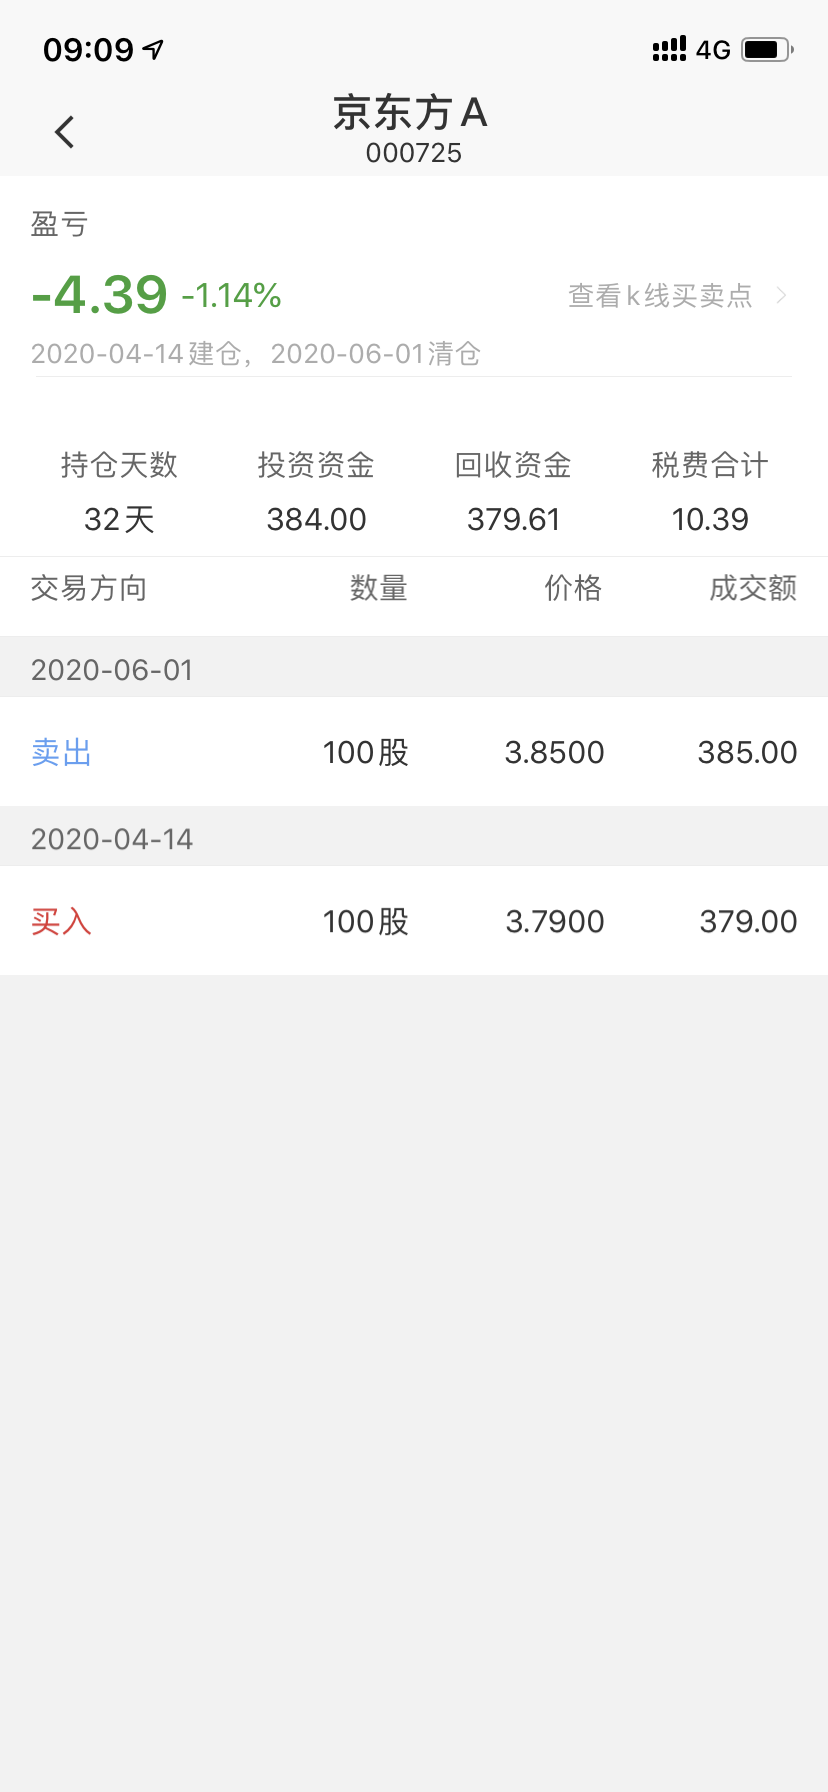 09:09 4G
京东方A
000725
盈亏
-4.39 -1.14% 查看k线买卖点
2020-04-14建仓，2020-06-01清仓
持仓天数 投资资金 回收资金 税费合计
32天 384.00 379.61 10.39
交易方向 数量 价格 成交额
2020-06-01
卖出 100股 3.8500 385.00
2020-04-14
买入 100股 3.7900 379.00